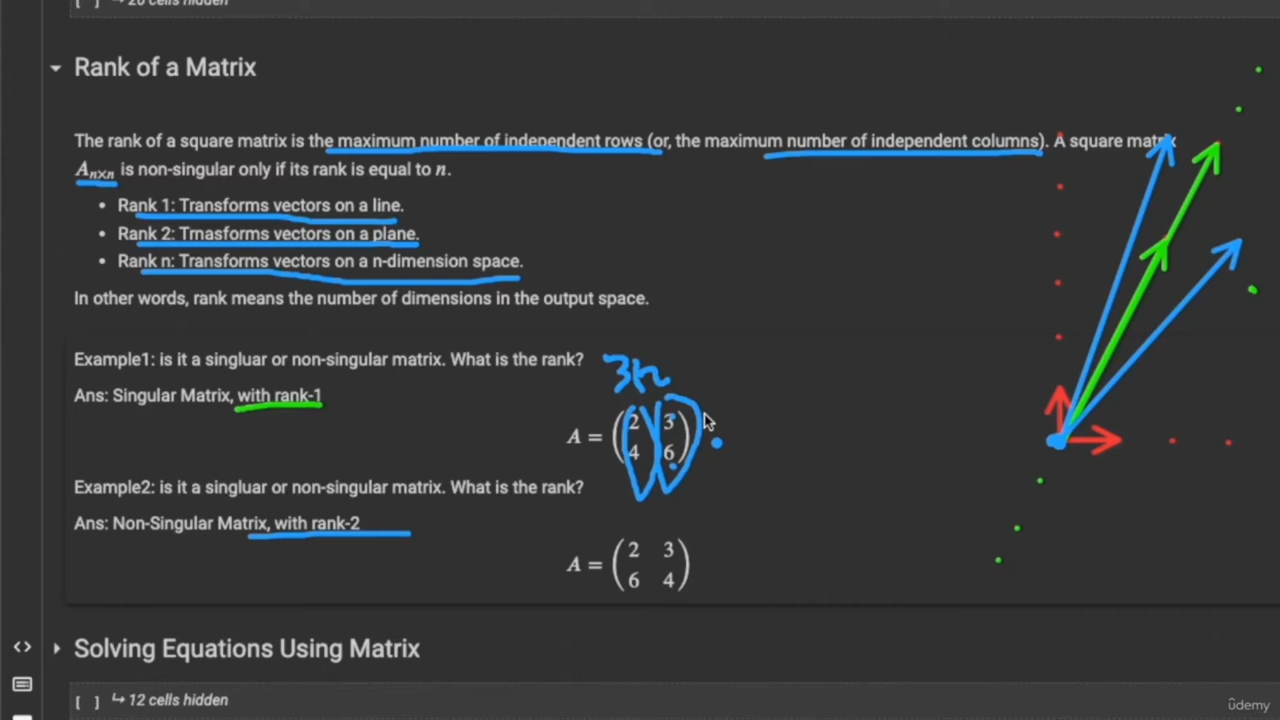 [ ] ↳ 20 cells hidden
Rank of a Matrix
The rank of a square matrix is the maximum number of independent rows (or, the maximum number of independent columns). A square matrix
Aₙₓₙ is non-singular only if its rank is equal to n.
• Rank 1: Transforms vectors on a line.
• Rank 2: Trnasforms vectors on a plane.
• Rank n: Transforms vectors on a n-dimension space.
In other words, rank means the number of dimensions in the output space.
Example1: is it a singluar or non-singular matrix. What is the rank?
Ans: Singular Matrix, with rank-1
A = ( 2 3
4 6 )
Example2: is it a singluar or non-singular matrix. What is the rank?
Ans: Non-Singular Matrix, with rank-2
A = ( 2 3
6 4 )
Solving Equations Using Matrix
[ ] ↳ 12 cells hidden
ûdemy